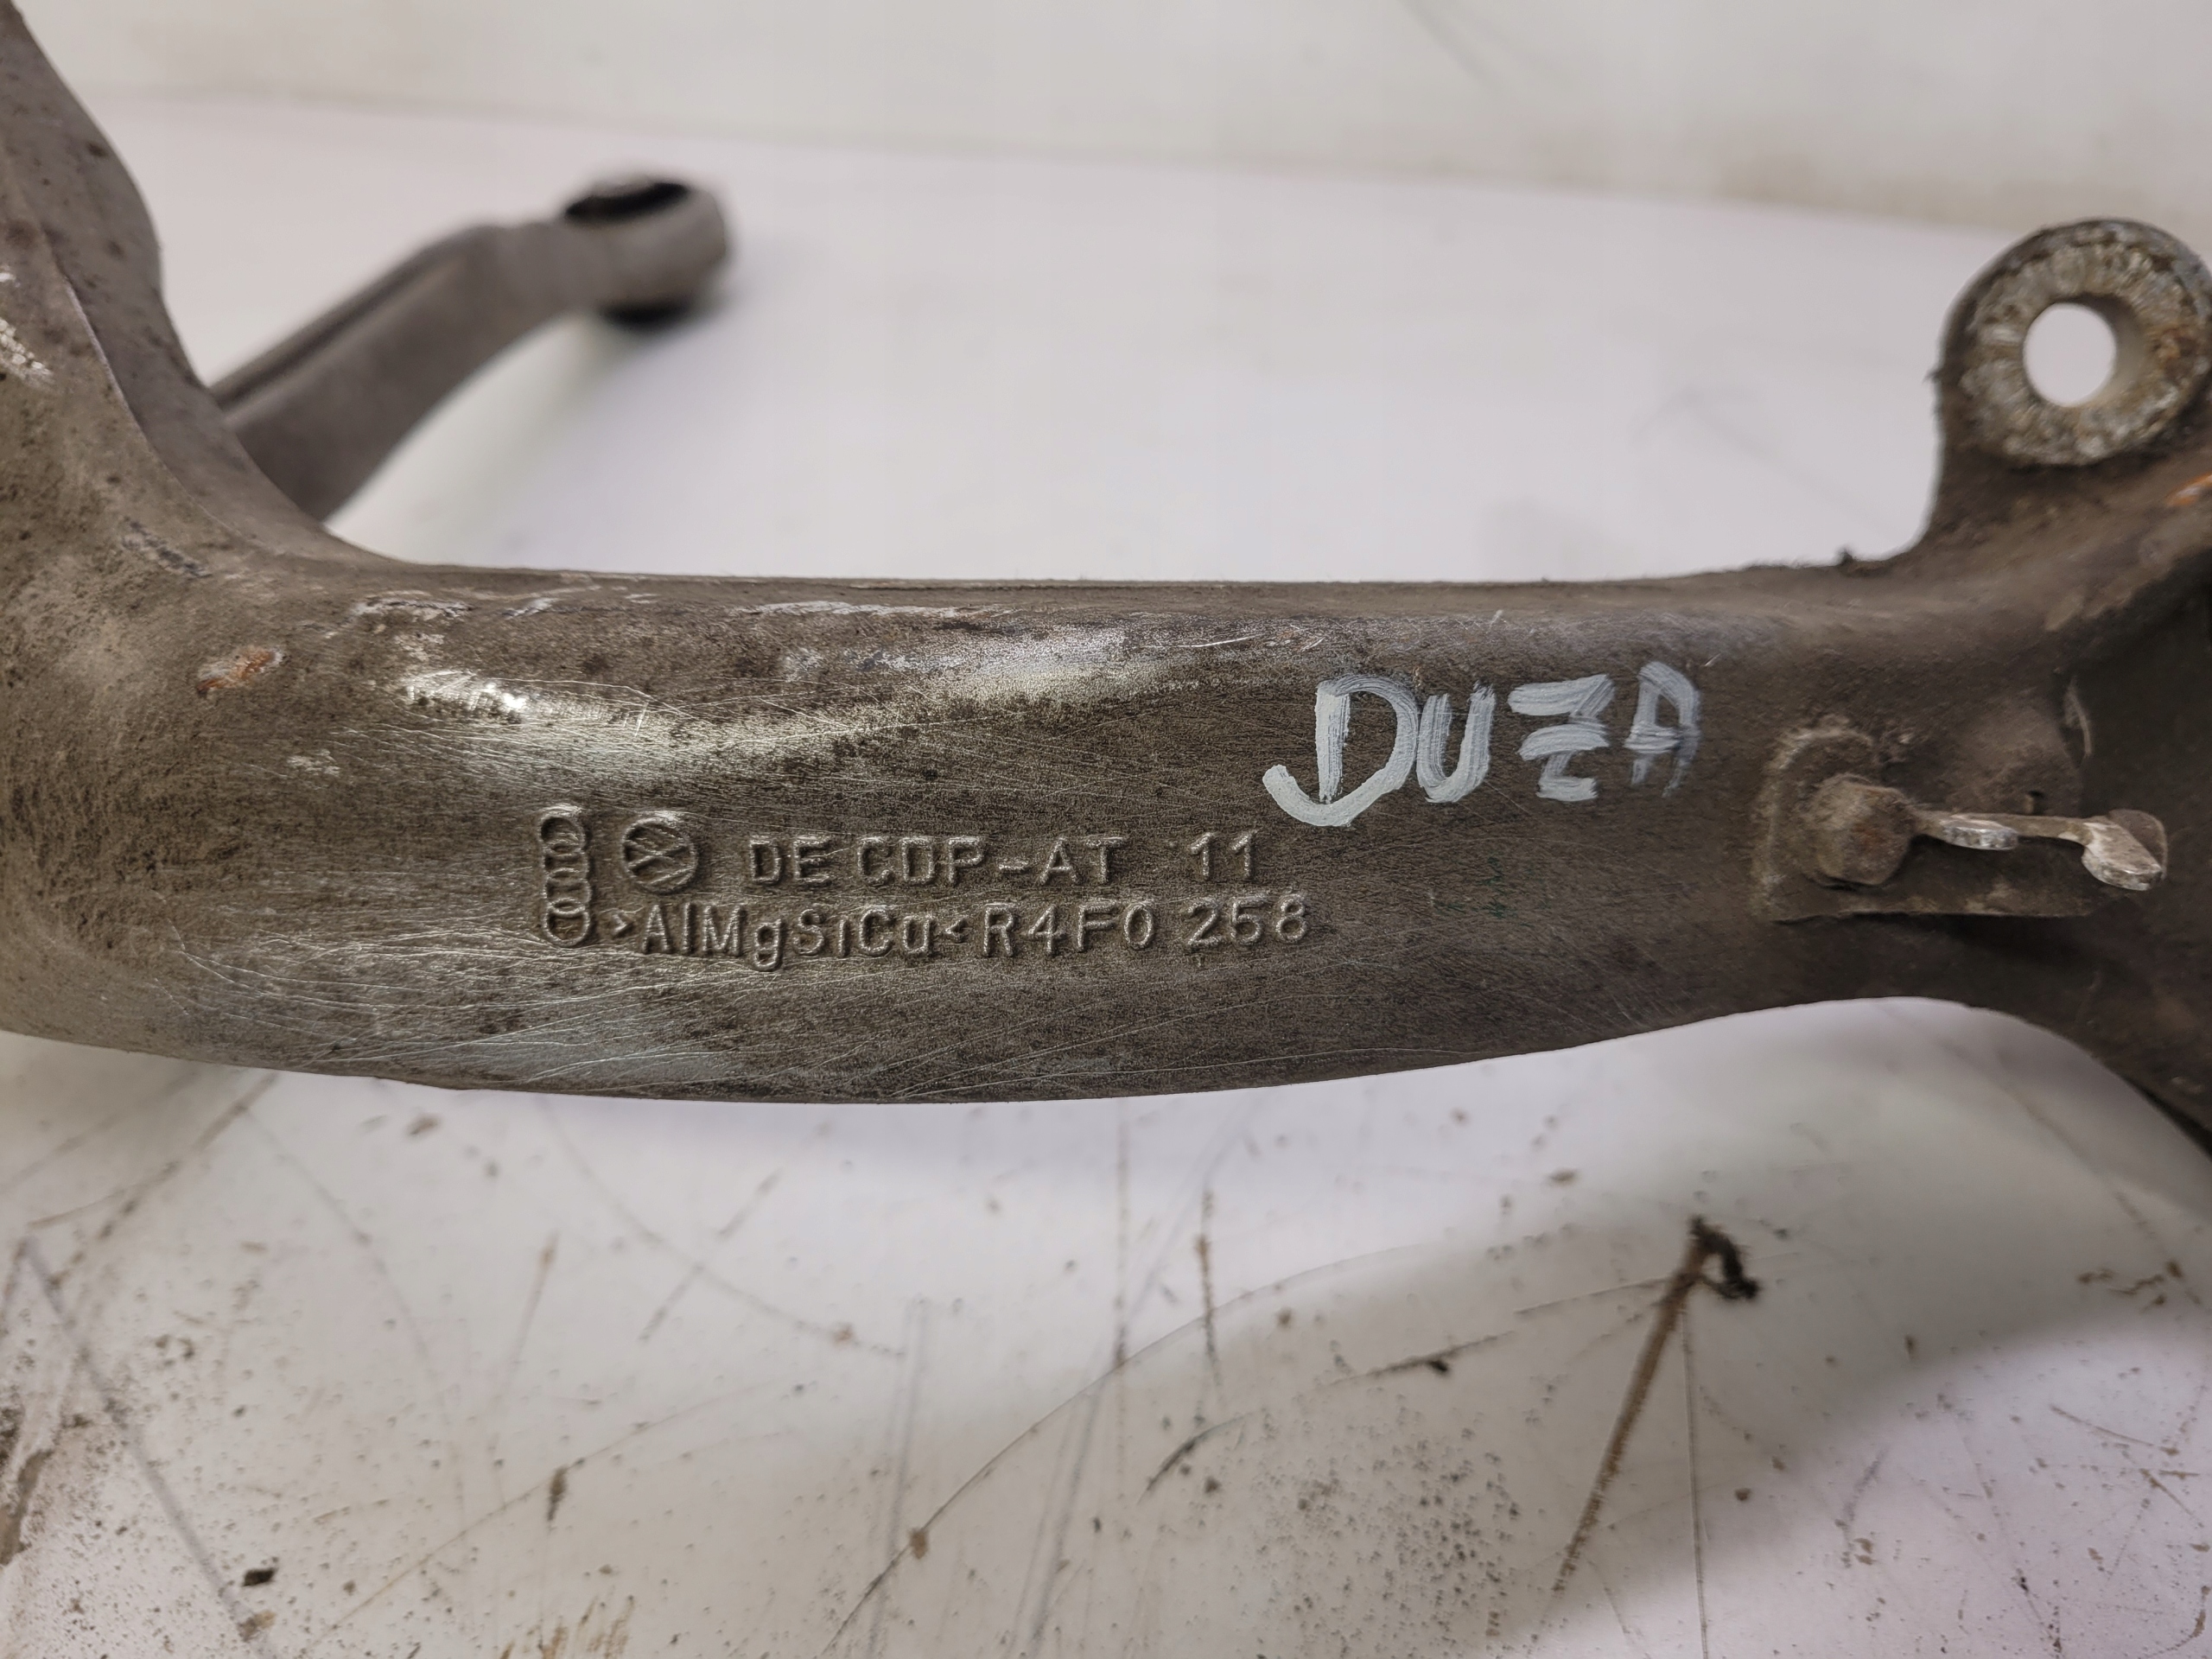 DUZA
DE CDP-AT 11
>AlMgSiCu< R4F0 258